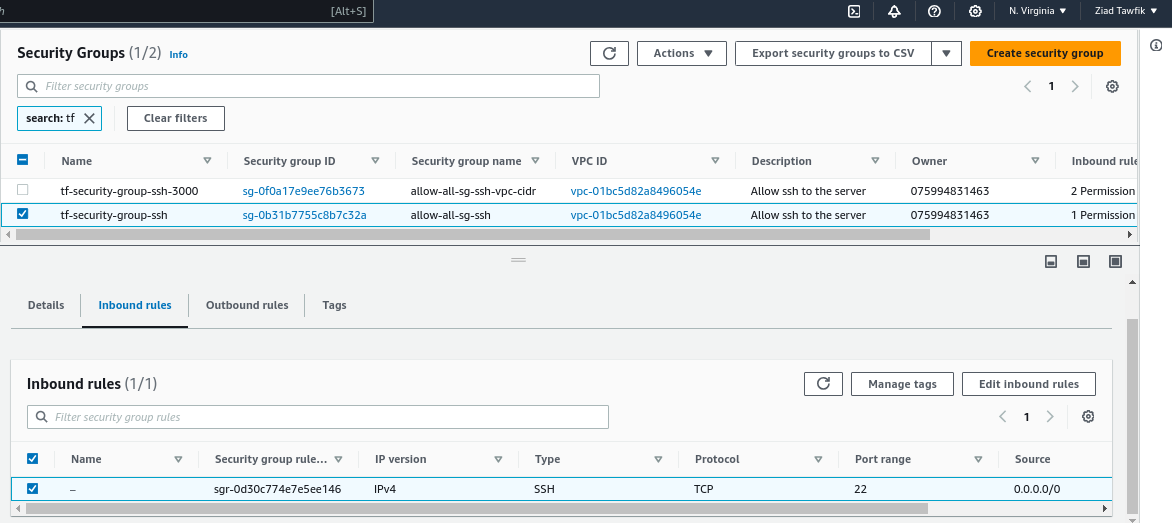 [Alt+S] N. Virginia Ziad Tawfik
Security Groups (1/2) Info Actions Export security groups to CSV Create security group
Filter security groups 1
search: tf Clear filters
Name Security group ID Security group name VPC ID Description Owner Inbound rule
tf-security-group-ssh-3000 sg-0f0a17e9ee76b3673 allow-all-sg-ssh-vpc-cidr vpc-01bc5d82a8496054e Allow ssh to the server 075994831463 2 Permission
tf-security-group-ssh sg-0b31b7755c8b7c32a allow-all-sg-ssh vpc-01bc5d82a8496054e Allow ssh to the server 075994831463 1 Permission
Details Inbound rules Outbound rules Tags
Inbound rules (1/1) Manage tags Edit inbound rules
Filter security group rules 1
Name Security group rule... IP version Type Protocol Port range Source
– sgr-0d30c774e7e5ee146 IPv4 SSH TCP 22 0.0.0.0/0